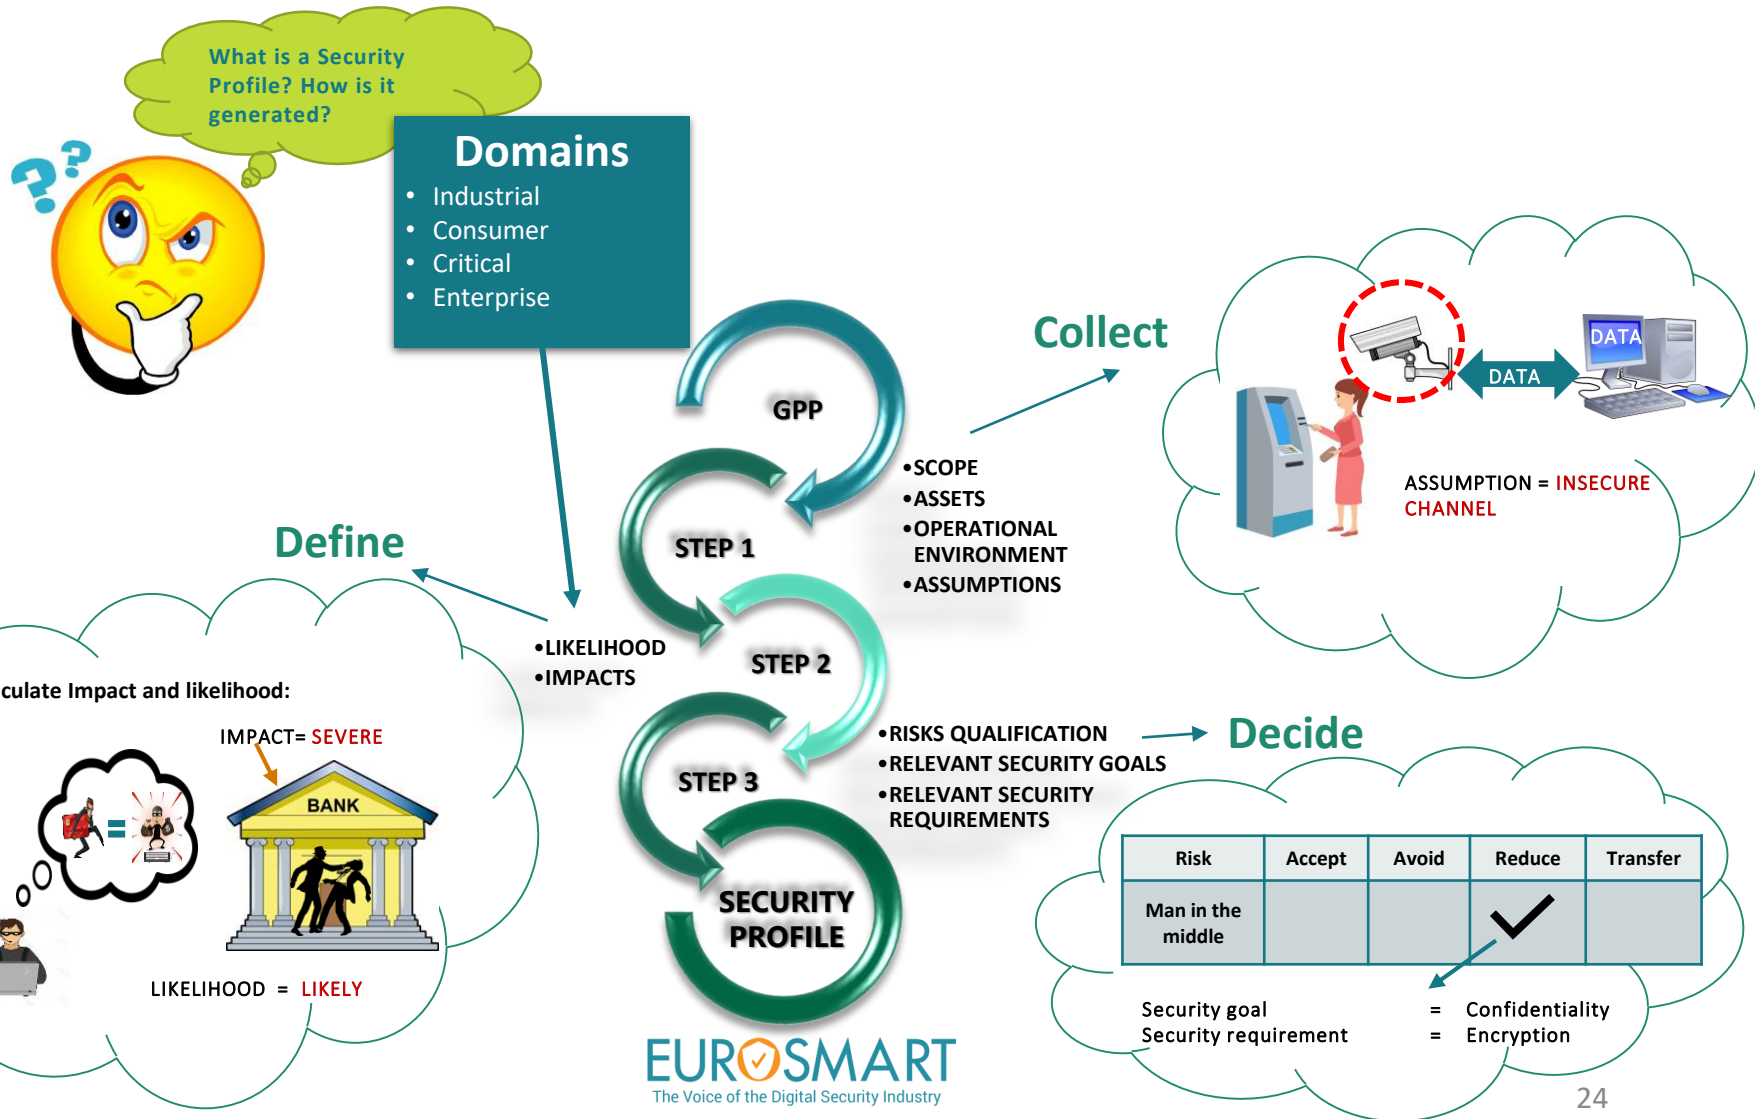 What is a Security
Profile? How is it
generated?
Domains
• Industrial
• Consumer
• Critical
• Enterprise
GPP
Collect
DATA
DATA
ASSUMPTION = INSECURE
CHANNEL
•SCOPE
•ASSETS
•OPERATIONAL
ENVIRONMENT
•ASSUMPTIONS
STEP 1
Define
•LIKELIHOOD
•IMPACTS
STEP 2
culate Impact and likelihood:
IMPACT= SEVERE
BANK
LIKELIHOOD = LIKELY
STEP 3
•RISKS QUALIFICATION
•RELEVANT SECURITY GOALS
•RELEVANT SECURITY
REQUIREMENTS
Decide
Risk Accept Avoid Reduce Transfer
Man in the
middle
Security goal = Confidentiality
Security requirement = Encryption
SECURITY
PROFILE
EUROSMART
The Voice of the Digital Security Industry
24